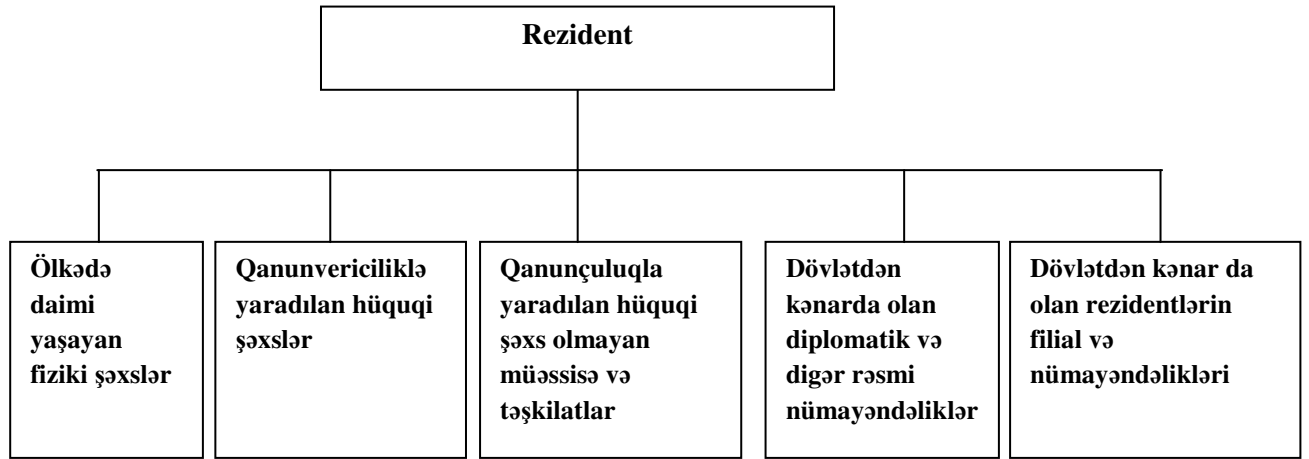 Rezident
Ölkədə
daimi
yaşayan
fiziki şəxslər
Qanunvericiliklə
yaradılan hüquqi
şəxslər
Qanunçuluqla
yaradılan hüquqi
şəxs olmayan
müəssisə və
təşkilatlar
Dövlətdən
kənarda olan
diplomatik və
digər rəsmi
nümayəndəliklər
Dövlətdən kənar da
olan rezidentlərin
filial və
nümayəndəlikləri